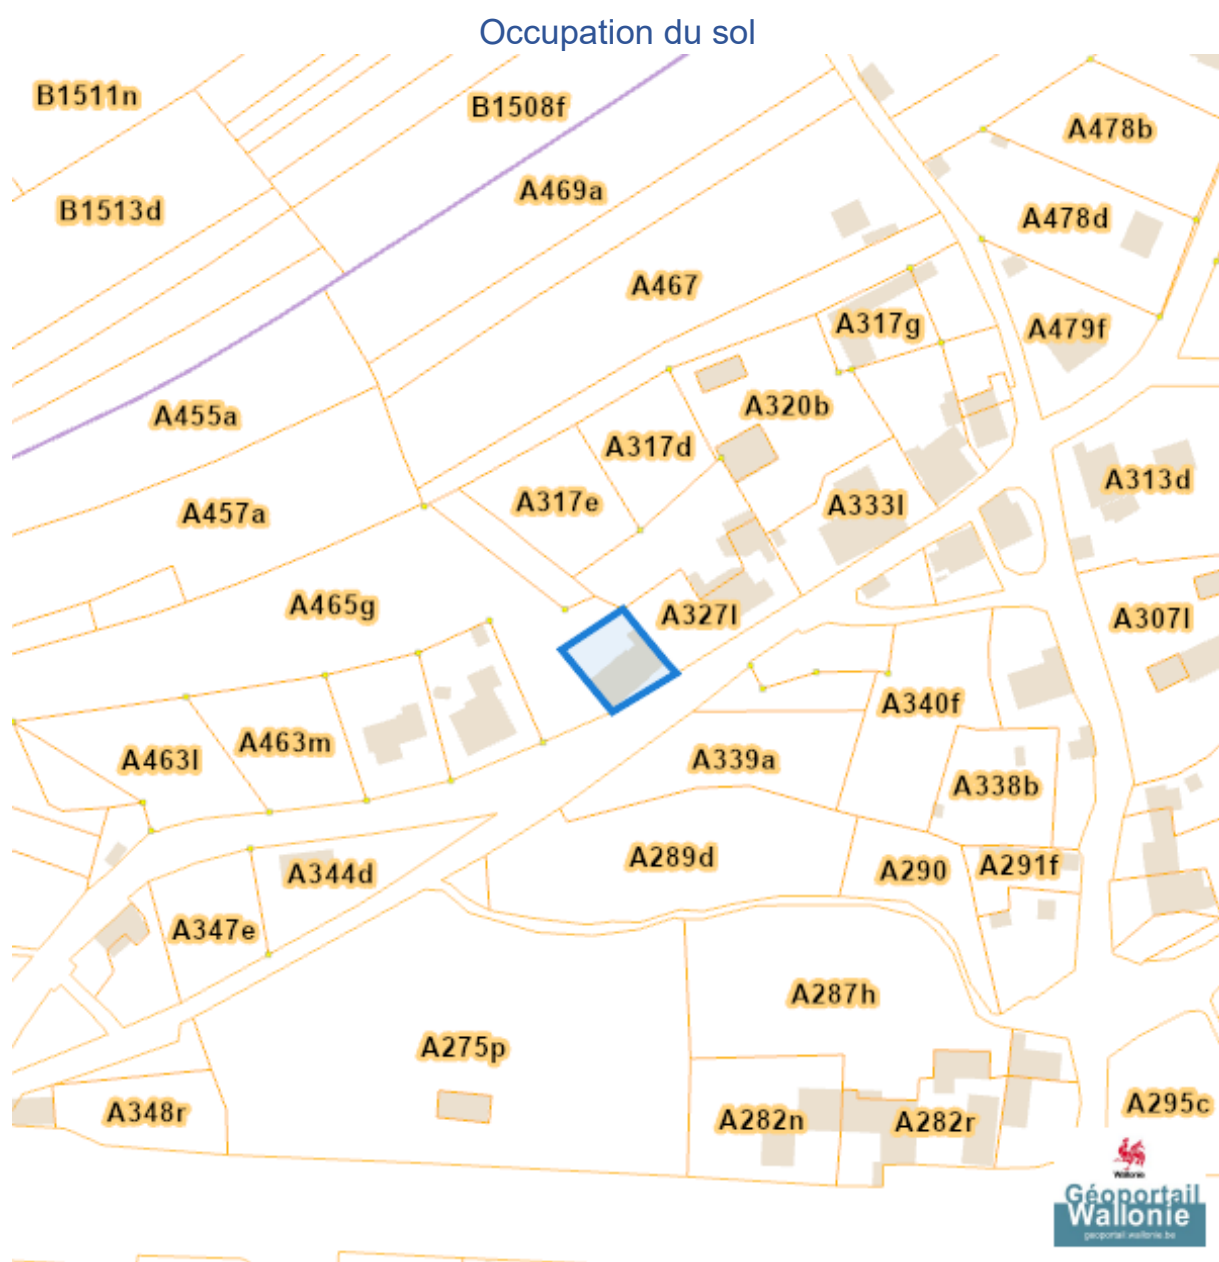 Occupation du sol
B1511n
B1508f
A478b
A469a
B1513d
A478d
A467
A317g
A479f
A320b
A455a
A317d
A313d
A317e
A333l
A457a
A465g
A327l
A307l
A340f
A463m
A463l
A339a
A338b
A289d
A291f
A290
A344d
A347e
A287h
A275p
A295c
A348r
A282n
A282r
Wallonie
Géoportail
Wallonie
geoportail.wallonie.be